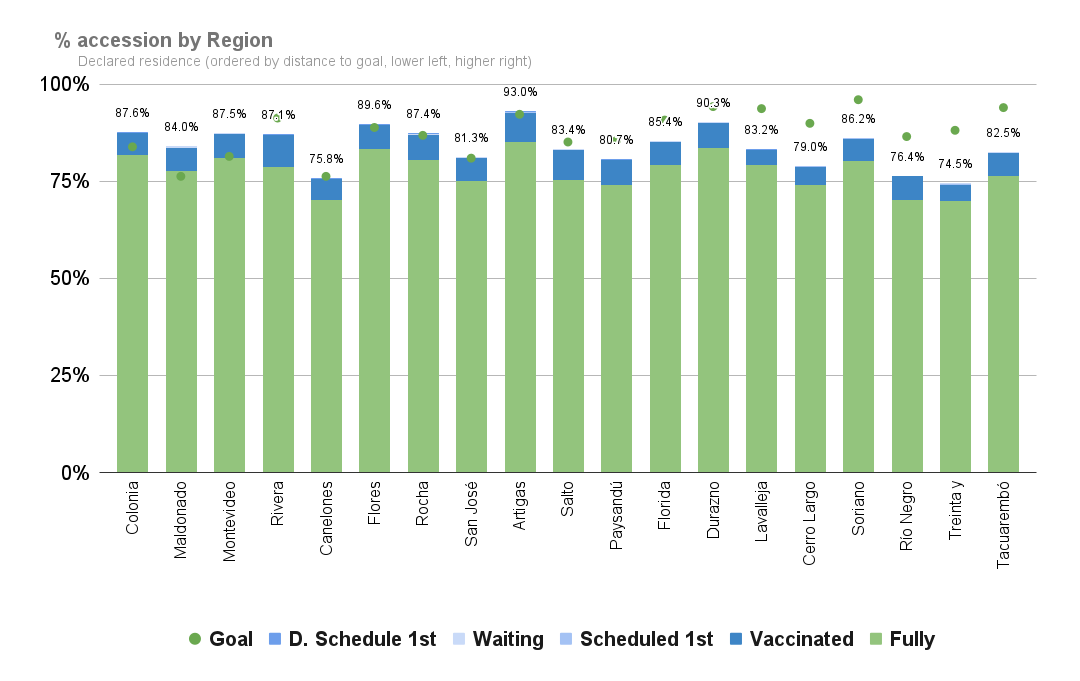 % accession by Region
Declared residence (ordered by distance to goal, lower left, higher right)
100%
75%
50%
25%
0%
87.6%
84.0%
87.5%
87.1%
75.8%
89.6%
87.4%
81.3%
93.0%
83.4%
80.7%
85.4%
90.3%
83.2%
79.0%
86.2%
76.4%
74.5%
82.5%
Colonia
Maldonado
Montevideo
Rivera
Canelones
Flores
Rocha
San José
Artigas
Salto
Paysandú
Florida
Durazno
Lavalleja
Cerro Largo
Soriano
Río Negro
Treinta y
Tacuarembó
Goal D. Schedule 1st Waiting Scheduled 1st Vaccinated Fully